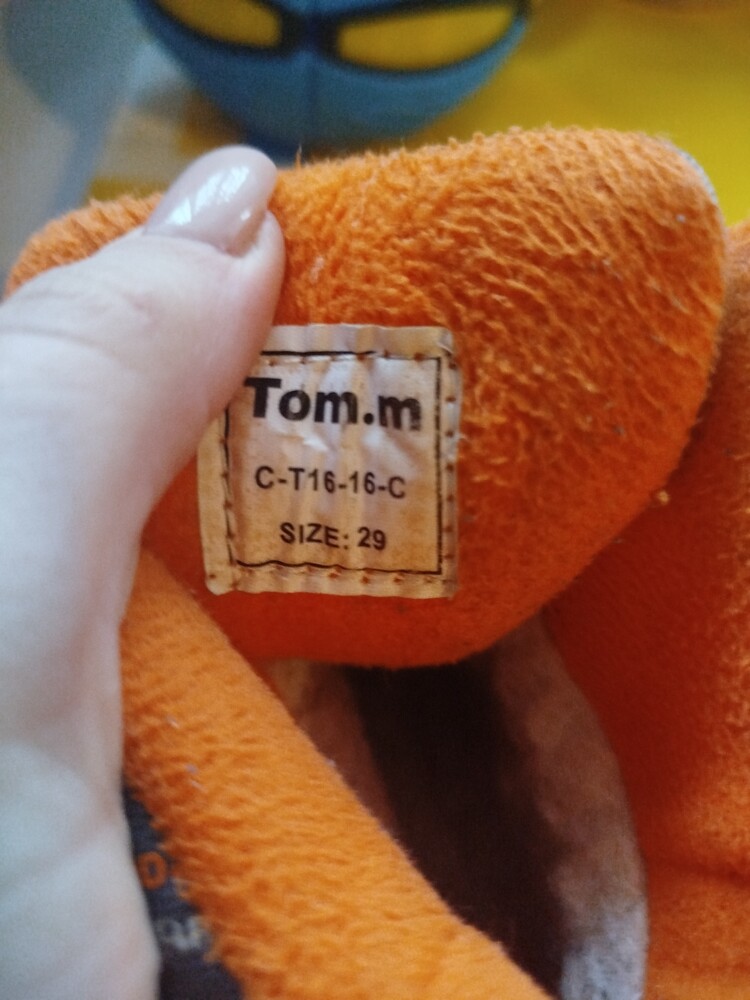 Tom.m
C-T16-16-C
SIZE: 29